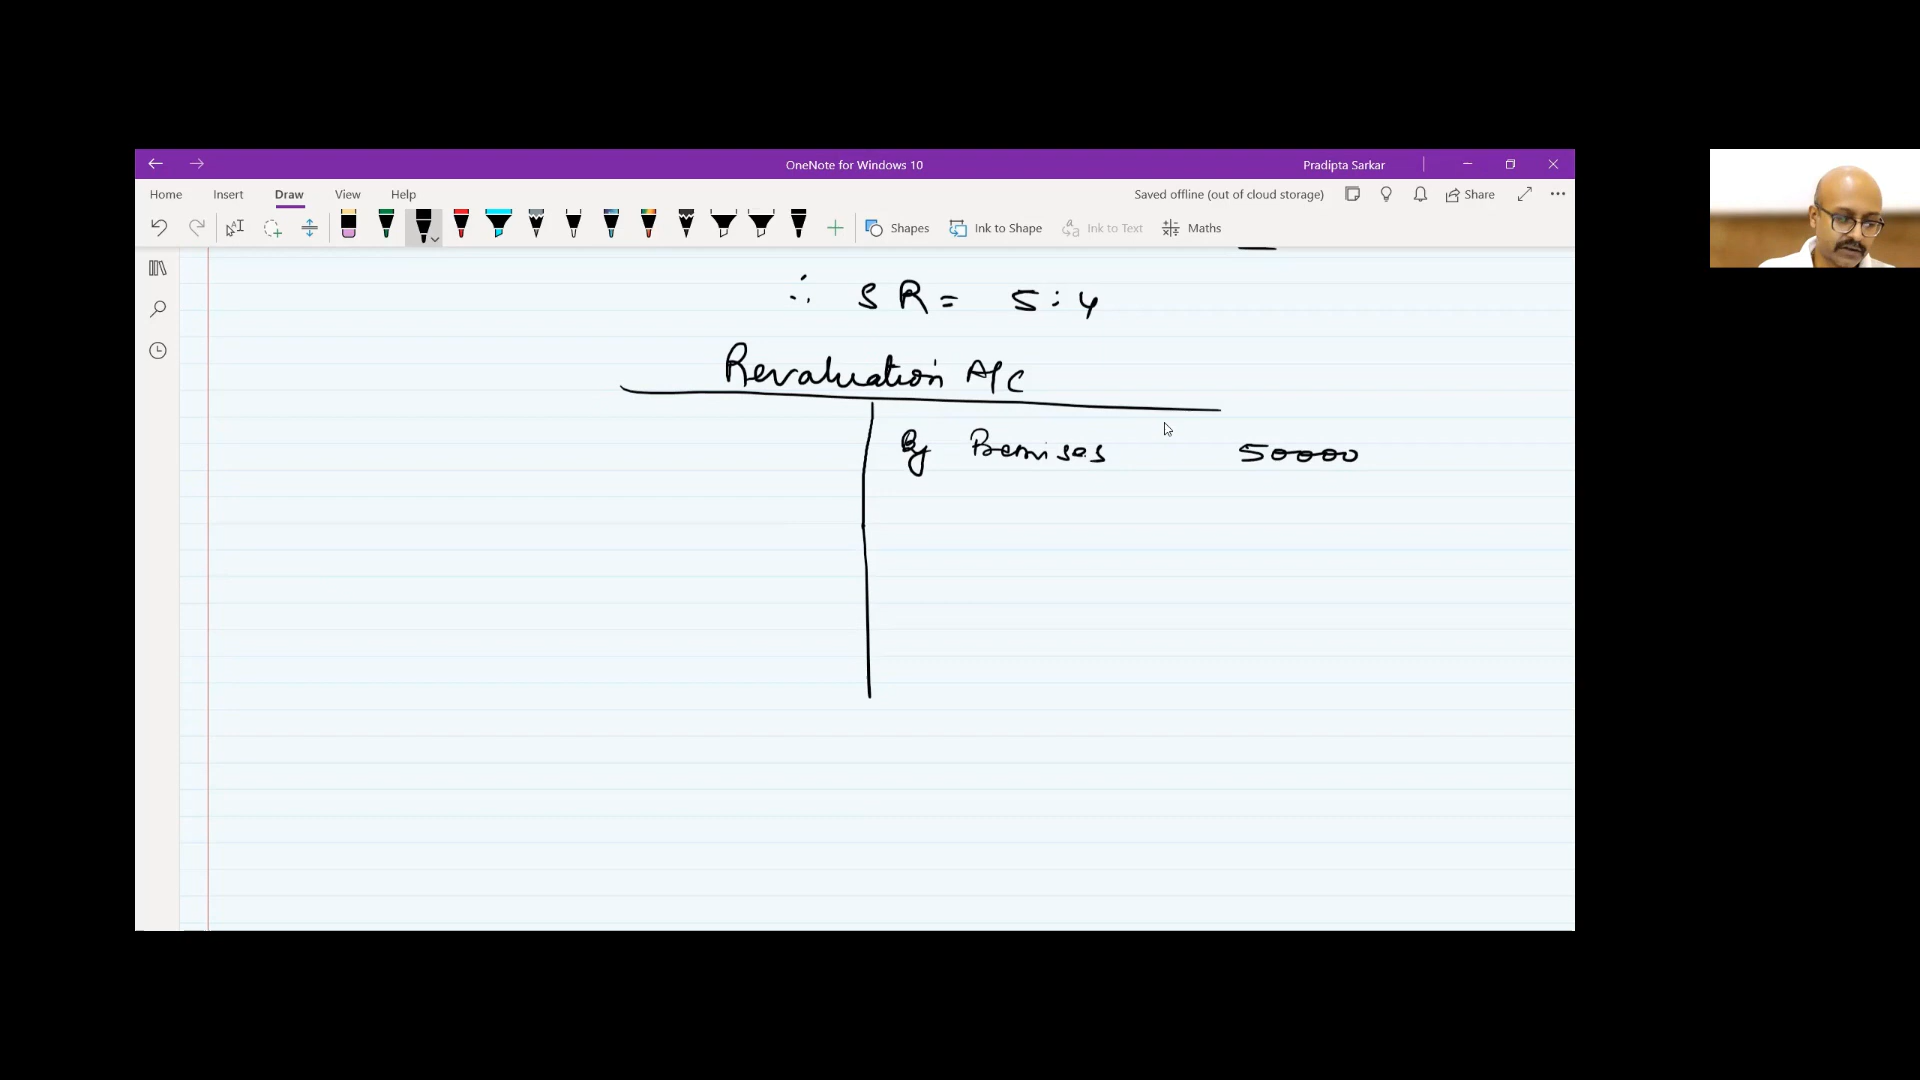 OneNote for Windows 10
Pradipta Sarkar
Home Insert Draw View Help
Saved offline (out of cloud storage)
Share
Shapes
Ink to Shape
Ink to Text
Maths
∴ SR = 5:4
Revaluation A/C
By Premises 50000